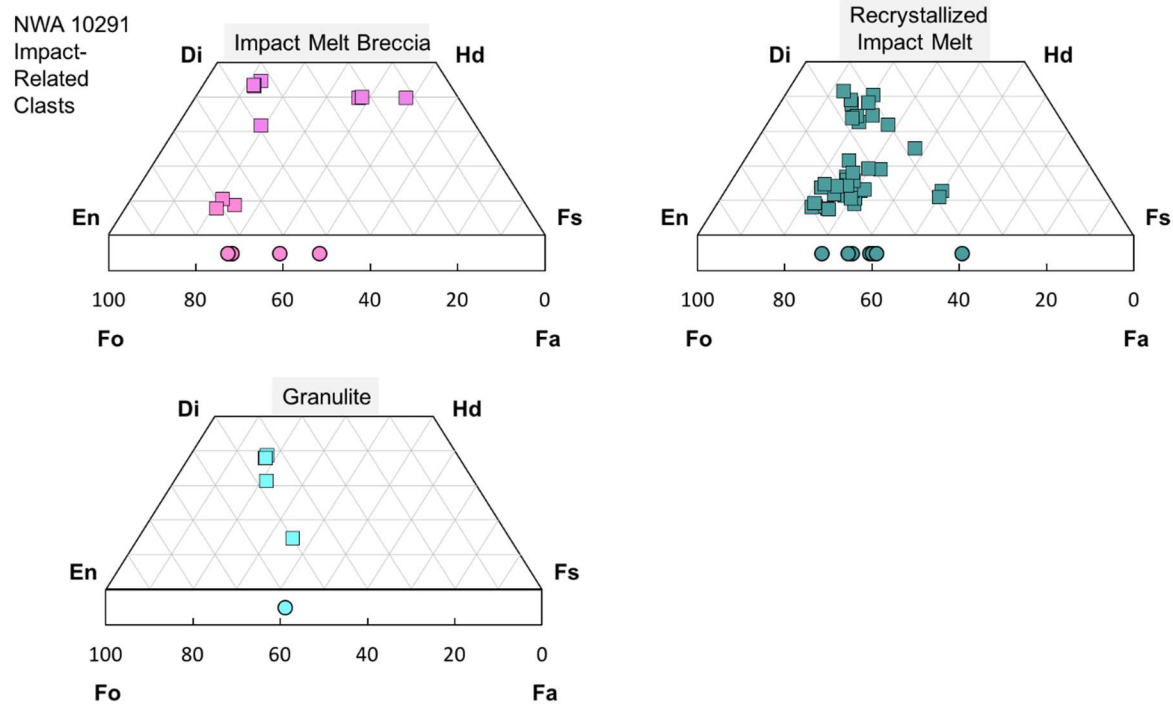 NWA 10291
Impact-
Related
Clasts
Impact Melt Breccia
Di
Hd
En
Fs
100 80 60 40 20 0
Fo
Fa
Recrystallized
Impact Melt
Di
Hd
En
Fs
100 80 60 40 20 0
Fo
Fa
Granulite
Di
Hd
En
Fs
100 80 60 40 20 0
Fo
Fa